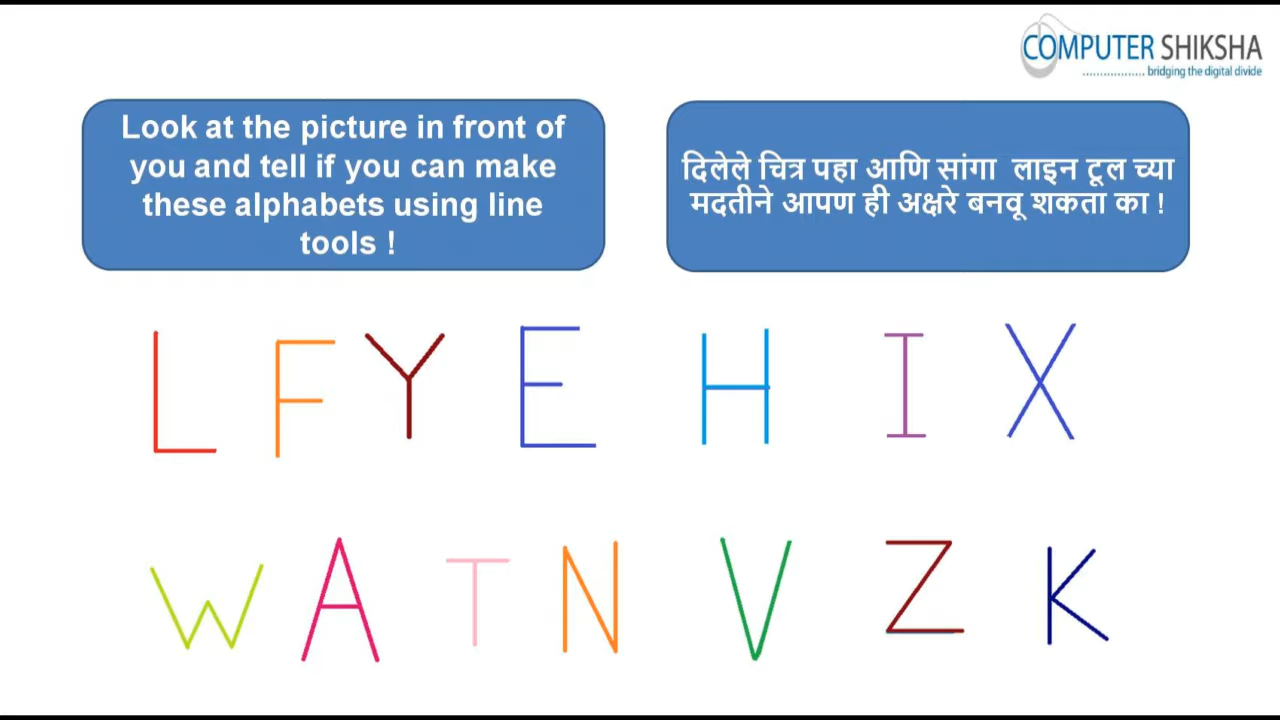 COMPUTER SHIKSHA
bridging the digital divide
Look at the picture in front of
you and tell if you can make
these alphabets using line
tools !
दिलेले चित्र पहा आणि सांगा लाइन टूल च्या
मदतीने आपण ही अक्षरे बनवू शकता का !
L F Y E H I X
W A T N V Z K